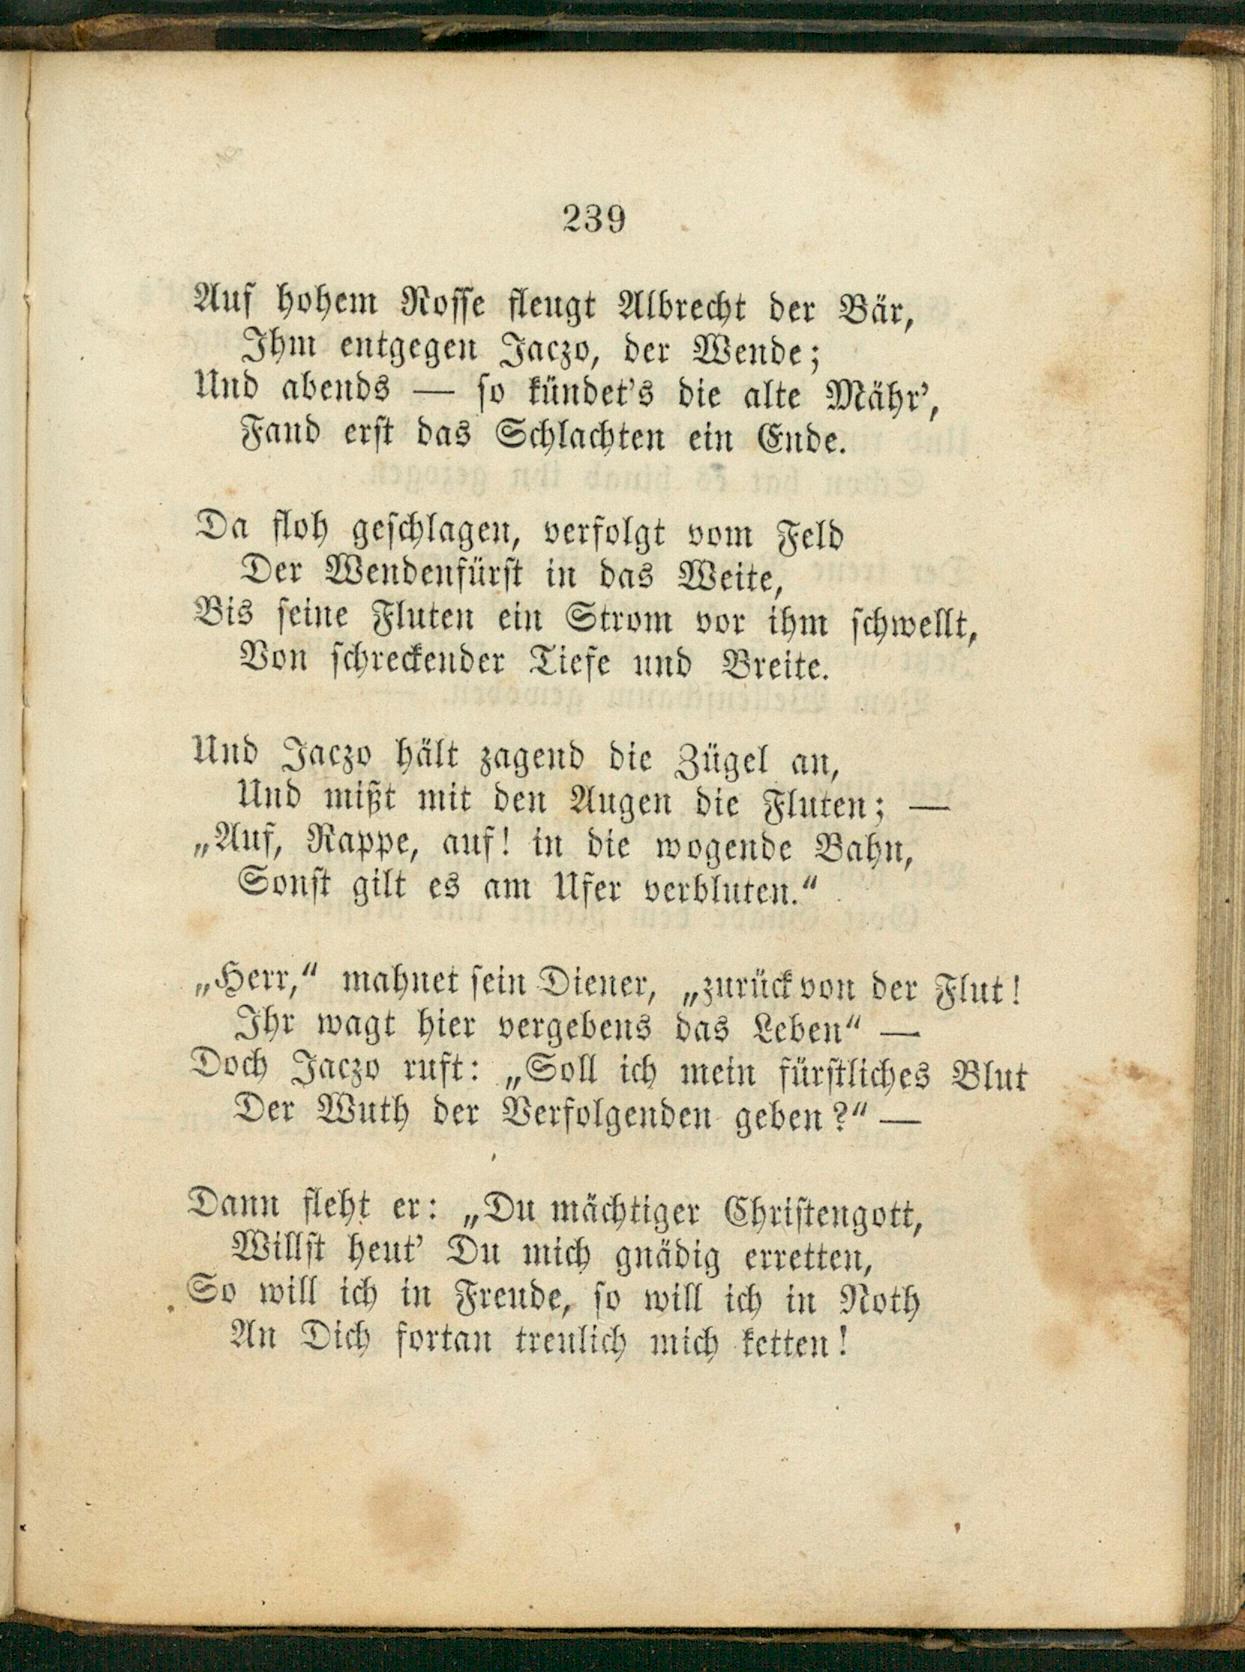 239
Auf hohem Rosse fleugt Albrecht der Bär,
Ihm entgegen Jaczo, der Wende;
Und abends — so kündet's die alte Mähr',
Fand erst das Schlachten ein Ende.
Da floh geschlagen, verfolgt vom Feld
Der Wendenfürst in das Weite,
Bis seine Fluten ein Strom vor ihm schwellt,
Von schreckender Tiefe und Breite.
Und Jaczo hält zagend die Zügel an,
Und mißt mit den Augen die Fluten; —
„Auf, Rappe, auf! in die wogende Bahn,
Sonst gilt es am Ufer verbluten.“
„Herr,“ mahnet sein Diener, „zurück von der Flut!
Ihr wagt hier vergebens das Leben“ —
Doch Jaczo ruft: „Soll ich mein fürstliches Blut
Der Wuth der Verfolgenden geben?“ —
Dann fleht er: „Du mächtiger Christengott,
Willst heut' Du mich gnädig erretten,
So will ich in Freude, so will ich in Noth
An Dich fortan treulich mich ketten!